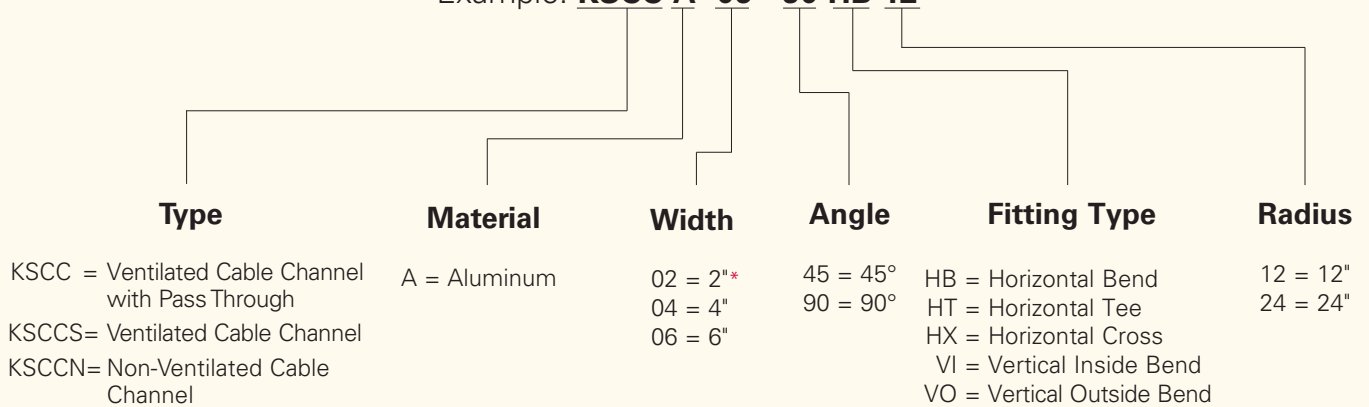 Example:
Type
Material
Width
Angle
Fitting Type
Radius
KSCC = Ventilated Cable Channel
with Pass Through
KSCCS= Ventilated Cable Channel
KSCCN= Non-Ventilated Cable
Channel
A = Aluminum
02 = 2"*
04 = 4"
06 = 6"
45 = 45°
90 = 90°
HB = Horizontal Bend
HT = Horizontal Tee
HX = Horizontal Cross
VI = Vertical Inside Bend
VO = Vertical Outside Bend
12 = 12"
24 = 24"